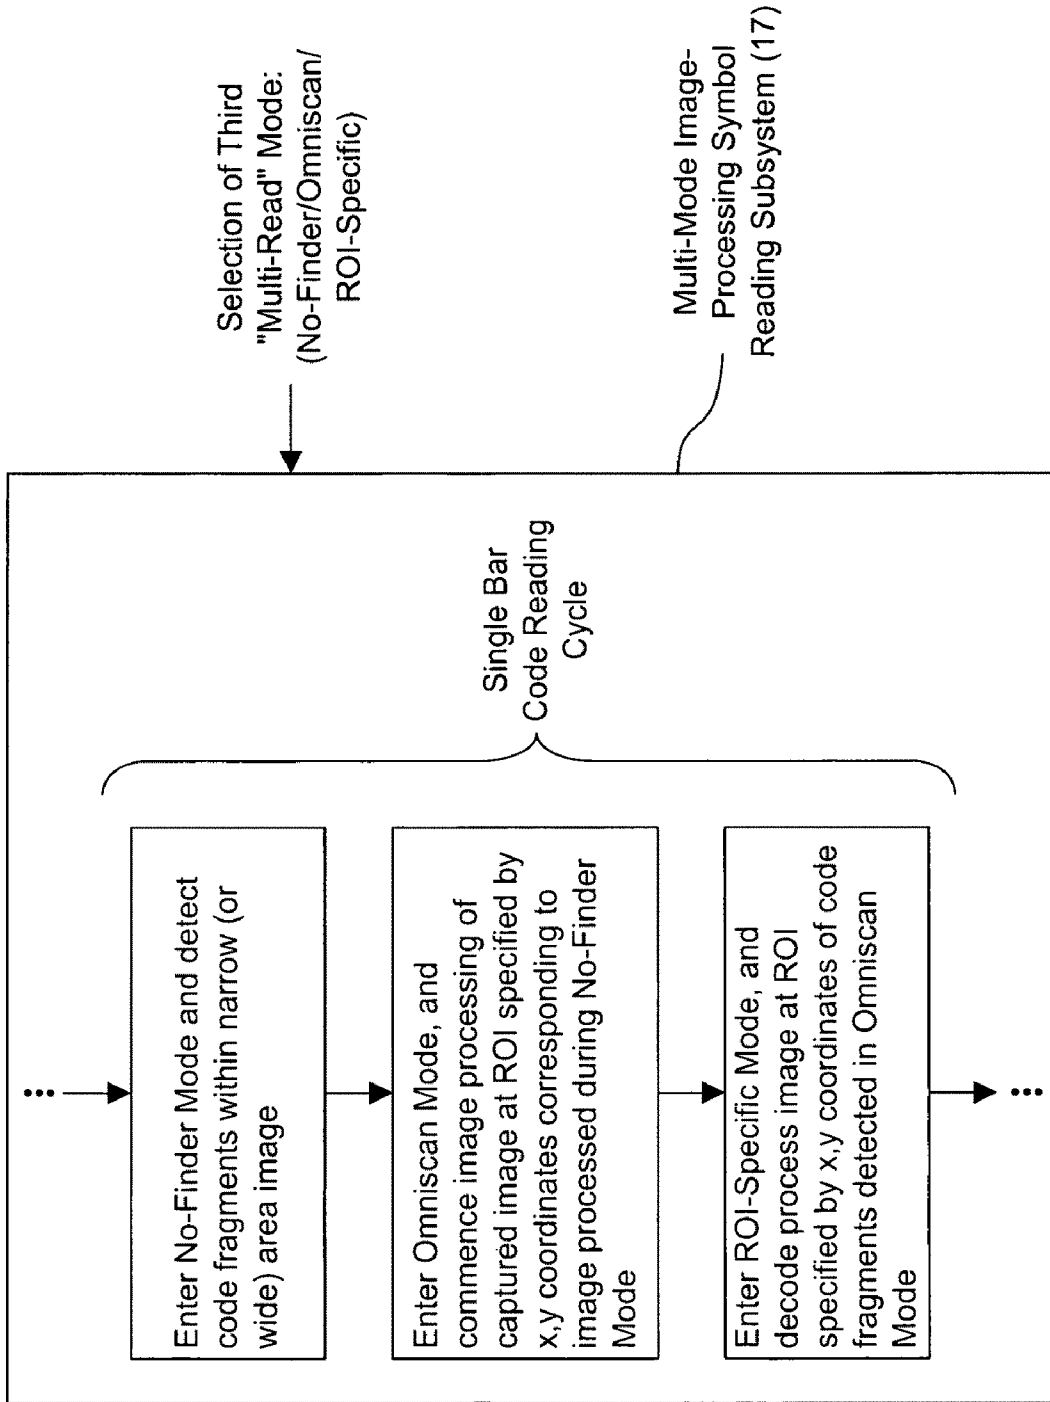 Selection of Third
"Multi-Read" Mode:
(No-Finder/Omniscan/
ROI-Specific)
Multi-Mode Image-
Processing Symbol
Reading Subsystem (17)
Single Bar
Code Reading
Cycle
Enter No-Finder Mode and detect
code fragments within narrow (or
wide) area image
Enter Omniscan Mode, and
commence image processing of
captured image at ROI specified by
x,y coordinates corresponding to
image processed during No-Finder
Mode
Enter ROI-Specific Mode, and
decode process image at ROI
specified by x,y coordinates of code
fragments detected in Omniscan
Mode